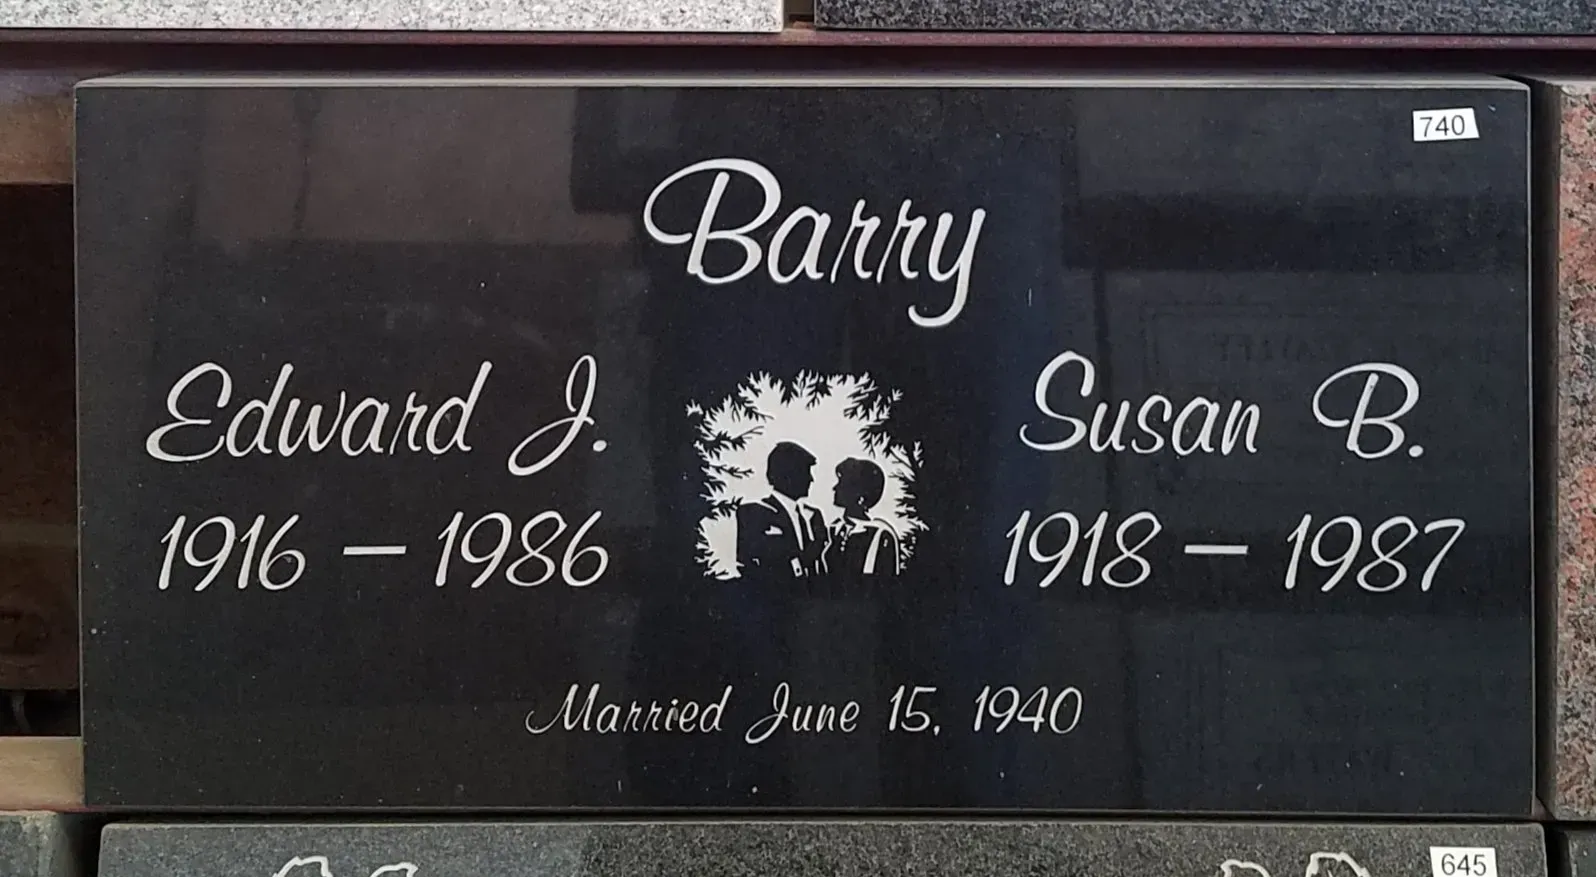 740
Barry
Edward J.
Susan B.
1916 – 1986
1918 – 1987
Married June 15, 1940
645